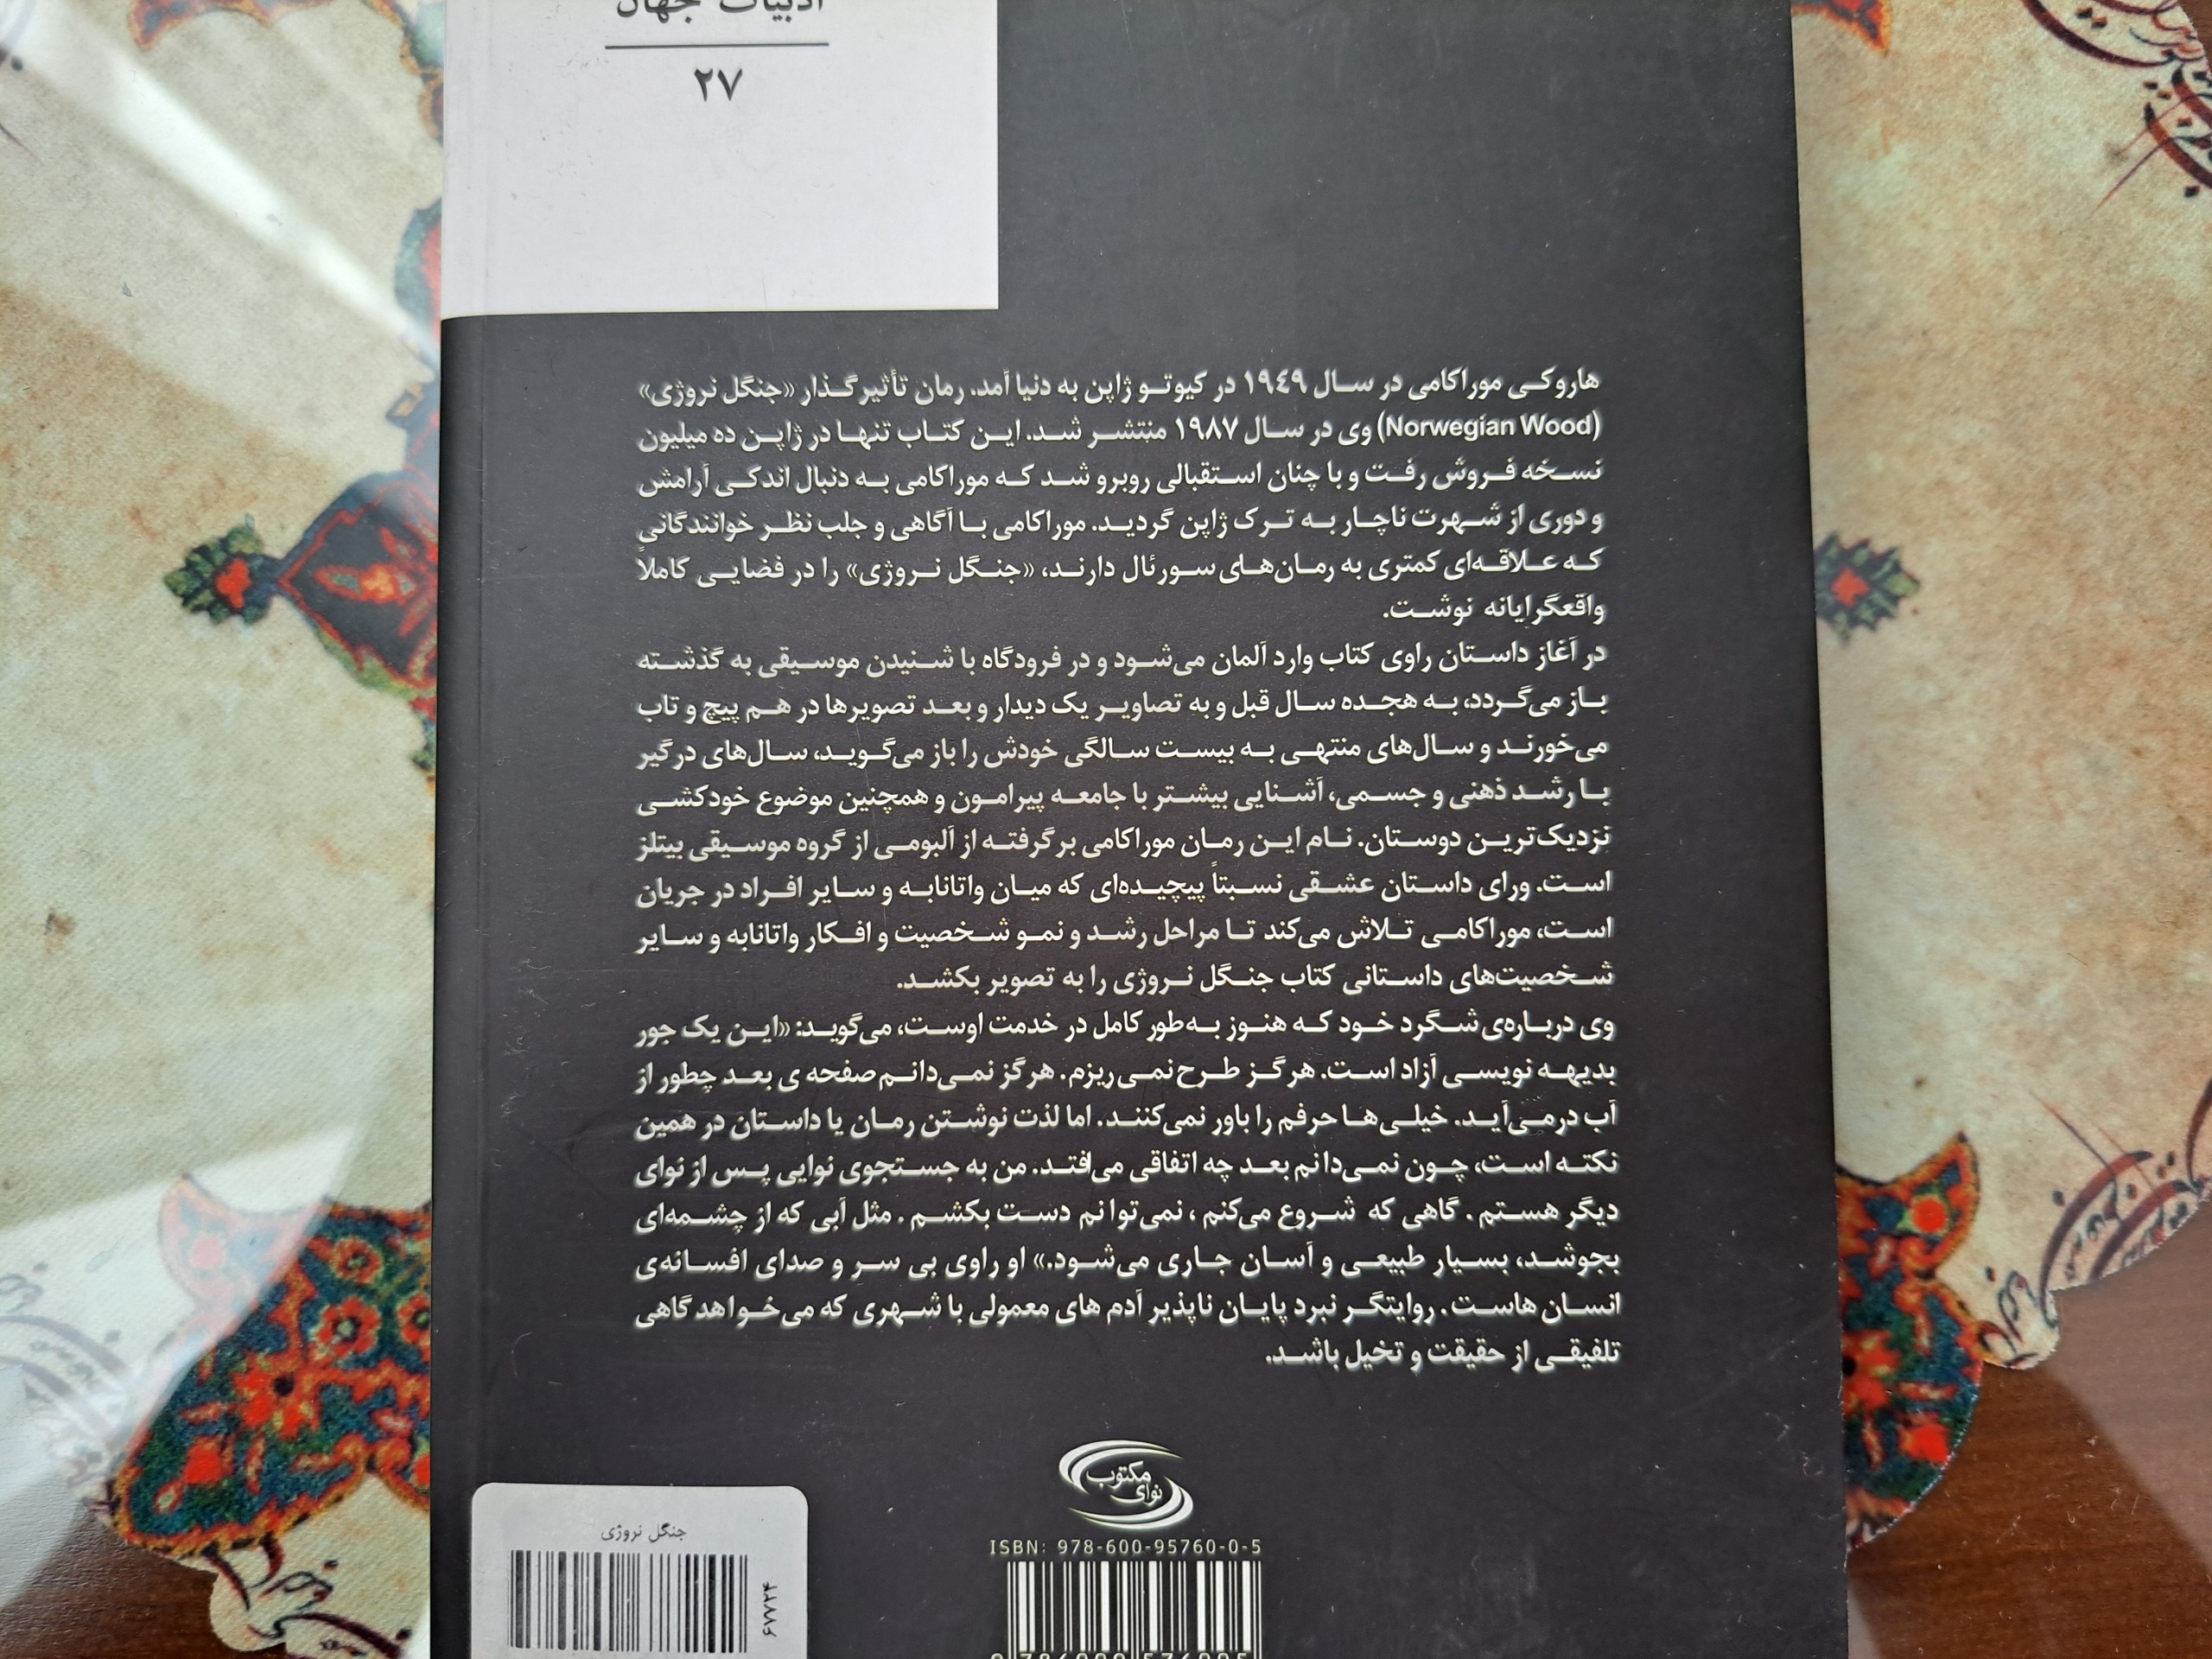 ادبیات جهان
۲۷
هاروکی موراکامی در سال ۱۹٤۹ در کیوتو ژاپن به دنیا آمد. رمان تأثیرگذار «جنگل نروژی»
(Norwegian Wood) وی در سال ۱۹۸۷ منتشر شد. این کتاب تنها در ژاپن ده میلیون
نسخه فروش رفت و با چنان استقبالی روبرو شد که موراکامی به دنبال اندکی آرامش
و دوری از شهرت ناچار به ترک ژاپن گردید. موراکامی با آگاهی و جلب نظر خوانندگانی
که علاقه‌ای کمتری به رمان‌های سورئال دارند، «جنگل نروژی» را در فضایی کاملاً
واقعگرایانه نوشت.
در آغاز داستان راوی کتاب وارد آلمان می‌شود و در فرودگاه با شنیدن موسیقی به گذشته
باز می‌گردد، به هجده سال قبل و به تصاویر یک دیدار و بعد تصویرها در هم پیچ و تاب
می‌خورند و سال‌های منتهی به بیست سالگی خودش را باز می‌گوید، سال‌های درگیر
با رشد ذهنی و جسمی، آشنایی بیشتر با جامعه پیرامون و همچنین موضوع خودکشی
نزدیک‌ترین دوستان. نام این رمان موراکامی برگرفته از آلبومی از گروه موسیقی بیتلز
است. ورای داستان عشقی نسبتاً پیچیده‌ای که میان واتانابه و سایر افراد در جریان
است، موراکامی تلاش می‌کند تا مراحل رشد و نمو شخصیت و افکار واتانابه و سایر
شخصیت‌های داستانی کتاب جنگل نروژی را به تصویر بکشد.
وی درباره‌ی شگرد خود که هنوز به‌طور کامل در خدمت اوست، می‌گوید: «این یک جور
بدیهه نویسی آزاد است. هرگز طرح نمی‌ریزم. هرگز نمی‌دانم صفحه ی بعد چطور از
آب درمی‌آید. خیلی‌ها حرفم را باور نمی‌کنند. اما لذت نوشتن رمان یا داستان در همین
نکته است، چون نمی‌دانم بعد چه اتفاقی می‌افتد. من به جستجوی نوایی پس از نوای
دیگر هستم . گاهی که شروع می‌کنم ، نمی‌توانم دست بکشم . مثل آبی که از چشمه‌ای
بجوشد، بسیار طبیعی و آسان جاری می‌شود.» او راوی بی سر و صدای افسانه‌ی
انسان هاست . روایتگر نبرد پایان ناپذیر آدم های معمولی با شهری که می‌خواهد گاهی
تلفیقی از حقیقت و تخیل باشد.
نوای مکتوب
ISBN: 978-600-95760-0-5
جنگل نروژی
۶۷۷۲۴